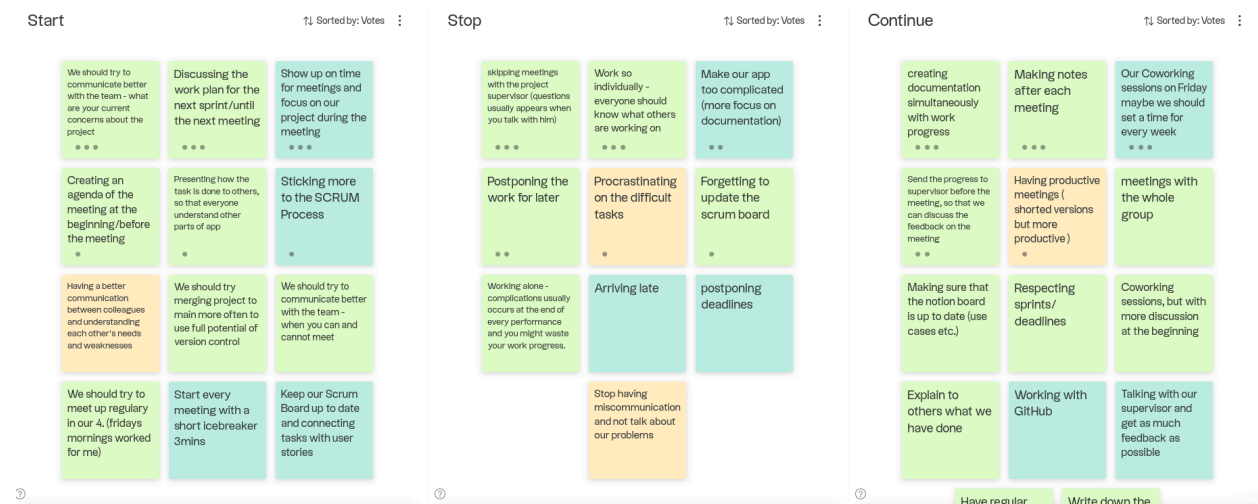 Start
Sorted by: Votes
We should try to
communicate better
with the team - what
are your current
concerns about the
project
Discussing the
work plan for the
next sprint/until
the next meeting
Show up on time
for meetings and
focus on our
project during the
meeting
Creating an
agenda of the
meeting at the
beginning/before
the meeting
Presenting how the
task is done to others,
so that everyone
understand other
parts of app
Sticking more
to the SCRUM
Process
Having a better
communication
between colleagues
and understanding
each other's needs
and weaknesses
We should try
merging project to
main more often to
use full potential of
version control
We should try to
communicate better
with the team -
when you can and
cannot meet
We should try to
meet up regulary
in our 4. (fridays
mornings worked
for me)
Start every
meeting with a
short icebreaker
3mins
Keep our Scrum
Board up to date
and connecting
tasks with user
stories
Stop
Sorted by: Votes
skipping meetings
with the project
supervisor (questions
usually appears when
you talk with him)
Work so
individually -
everyone should
know what others
are working on
Make our app
too complicated
(more focus on
documentation)
Postponing the
work for later
Procrastinating
on the difficult
tasks
Forgetting to
update the
scrum board
Working alone -
complications usually
occurs at the end of
every performance
and you might waste
your work progress.
Arriving late
postponing
deadlines
Stop having
miscommunication
and not talk about
our problems
Continue
Sorted by: Votes
creating
documentation
simultaneously
with work
progress
Making notes
after each
meeting
Our Coworking
sessions on Friday
maybe we should
set a time for
every week
Send the progress to
supervisor before the
meeting, so that we
can discuss the
feedback on the
meeting
Having productive
meetings (
shorted versions
but more
productive )
meetings with
the whole
group
Making sure that
the notion board
is up to date (use
cases etc.)
Respecting
sprints/
deadlines
Coworking
sessions, but with
more discussion
at the beginning
Explain to
others what we
have done
Working with
GitHub
Talking with our
supervisor and
get as much
feedback as
possible
Have regular
Write down the